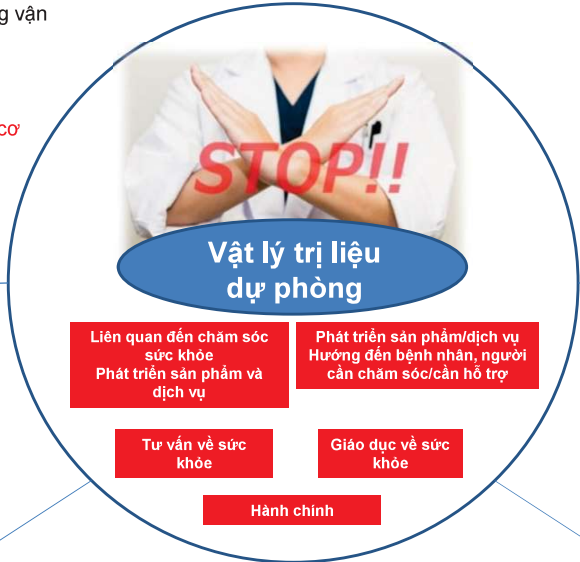 g vận
cơ
STOP!!
Vật lý trị liệu
dự phòng
Liên quan đến chăm sóc
sức khỏe
Phát triển sản phẩm và
dịch vụ
Phát triển sản phẩm/dịch vụ
Hướng đến bệnh nhân, người
cần chăm sóc/cần hỗ trợ
Tư vấn về sức
khỏe
Giáo dục về sức
khỏe
Hành chính